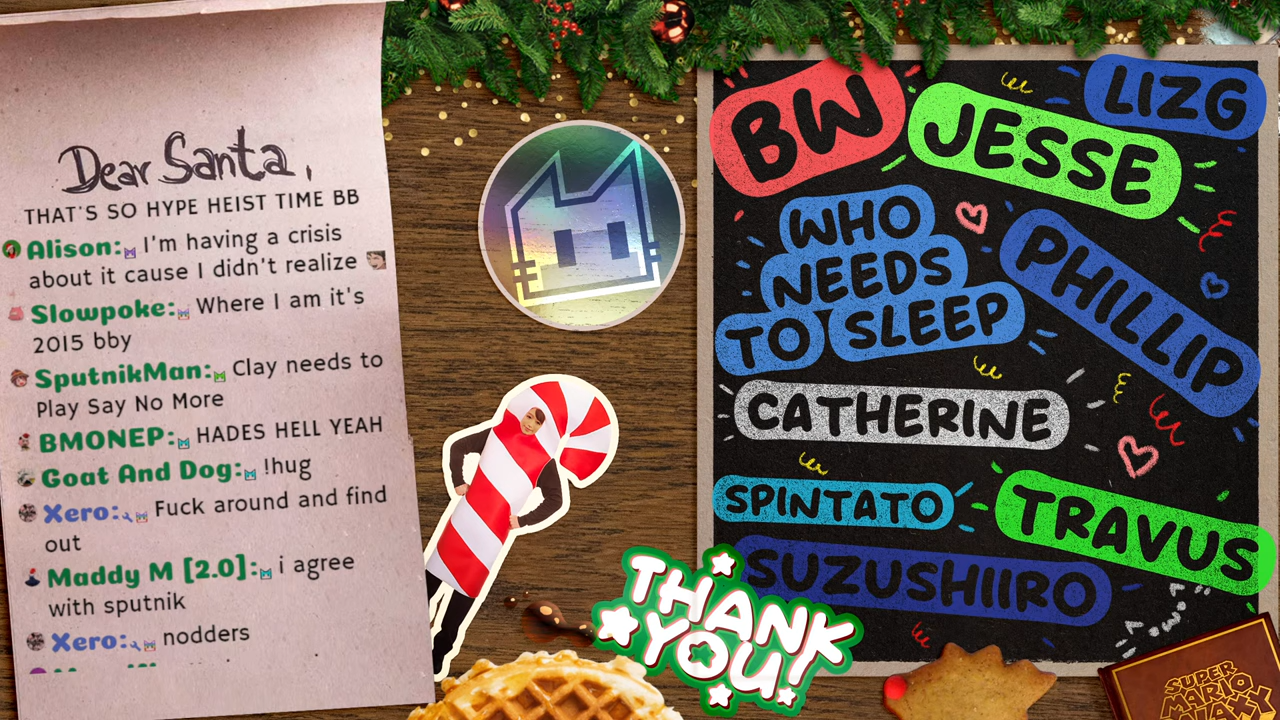 Dear Santa,
THAT'S SO HYPE HEIST TIME BB
Alison: I'm having a crisis
about it cause I didn't realize
Slowpoke: Where I am it's
2015 bby
SputnikMan: Clay needs to
Play Say No More
BMONEP: HADES HELL YEAH
Goat And Dog: !hug
Xero: Fuck around and find
out
Maddy M [2.0]: i agree
with sputnik
Xero: nodders
BW
JESSE
LIZG
WHO
NEEDS
TO SLEEP
PHILLIP
CATHERINE
SPINTATO
TRAVUS
SUZUSHIIRO
THANK
YOU!
SUPER
MARIO